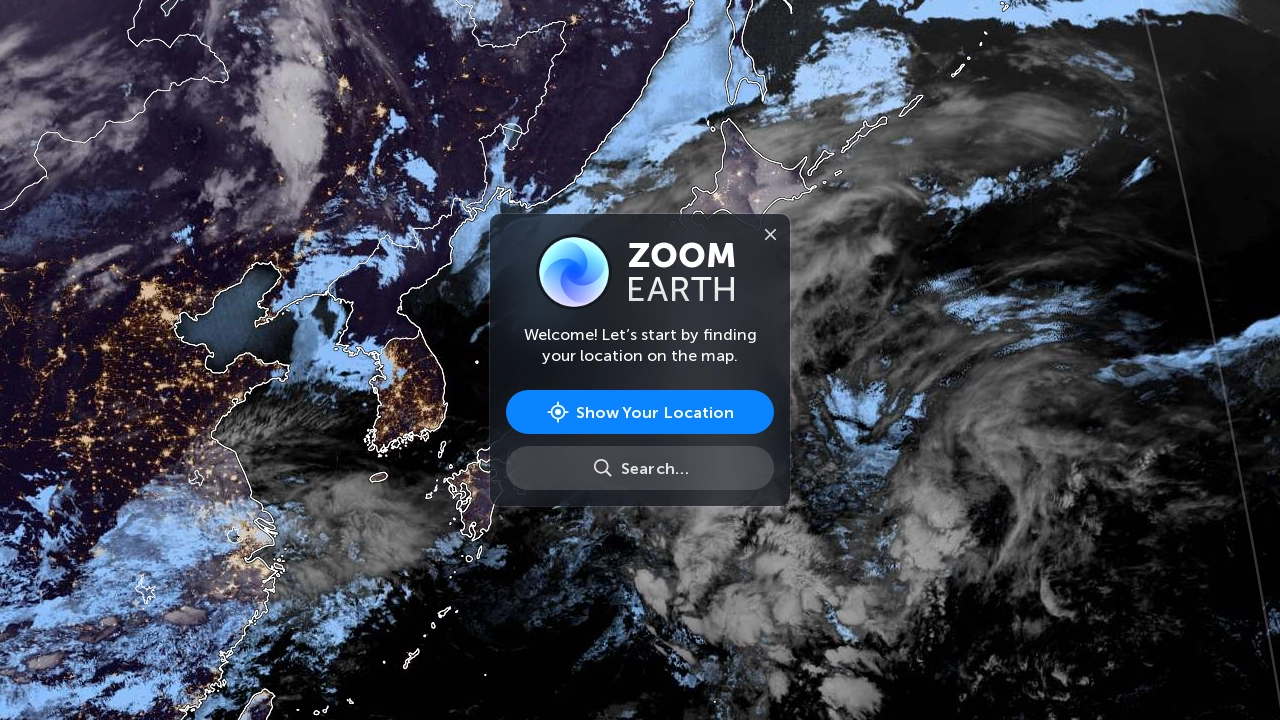 ZOOM
EARTH
Welcome! Let’s start by finding
your location on the map.
Show Your Location
Search...